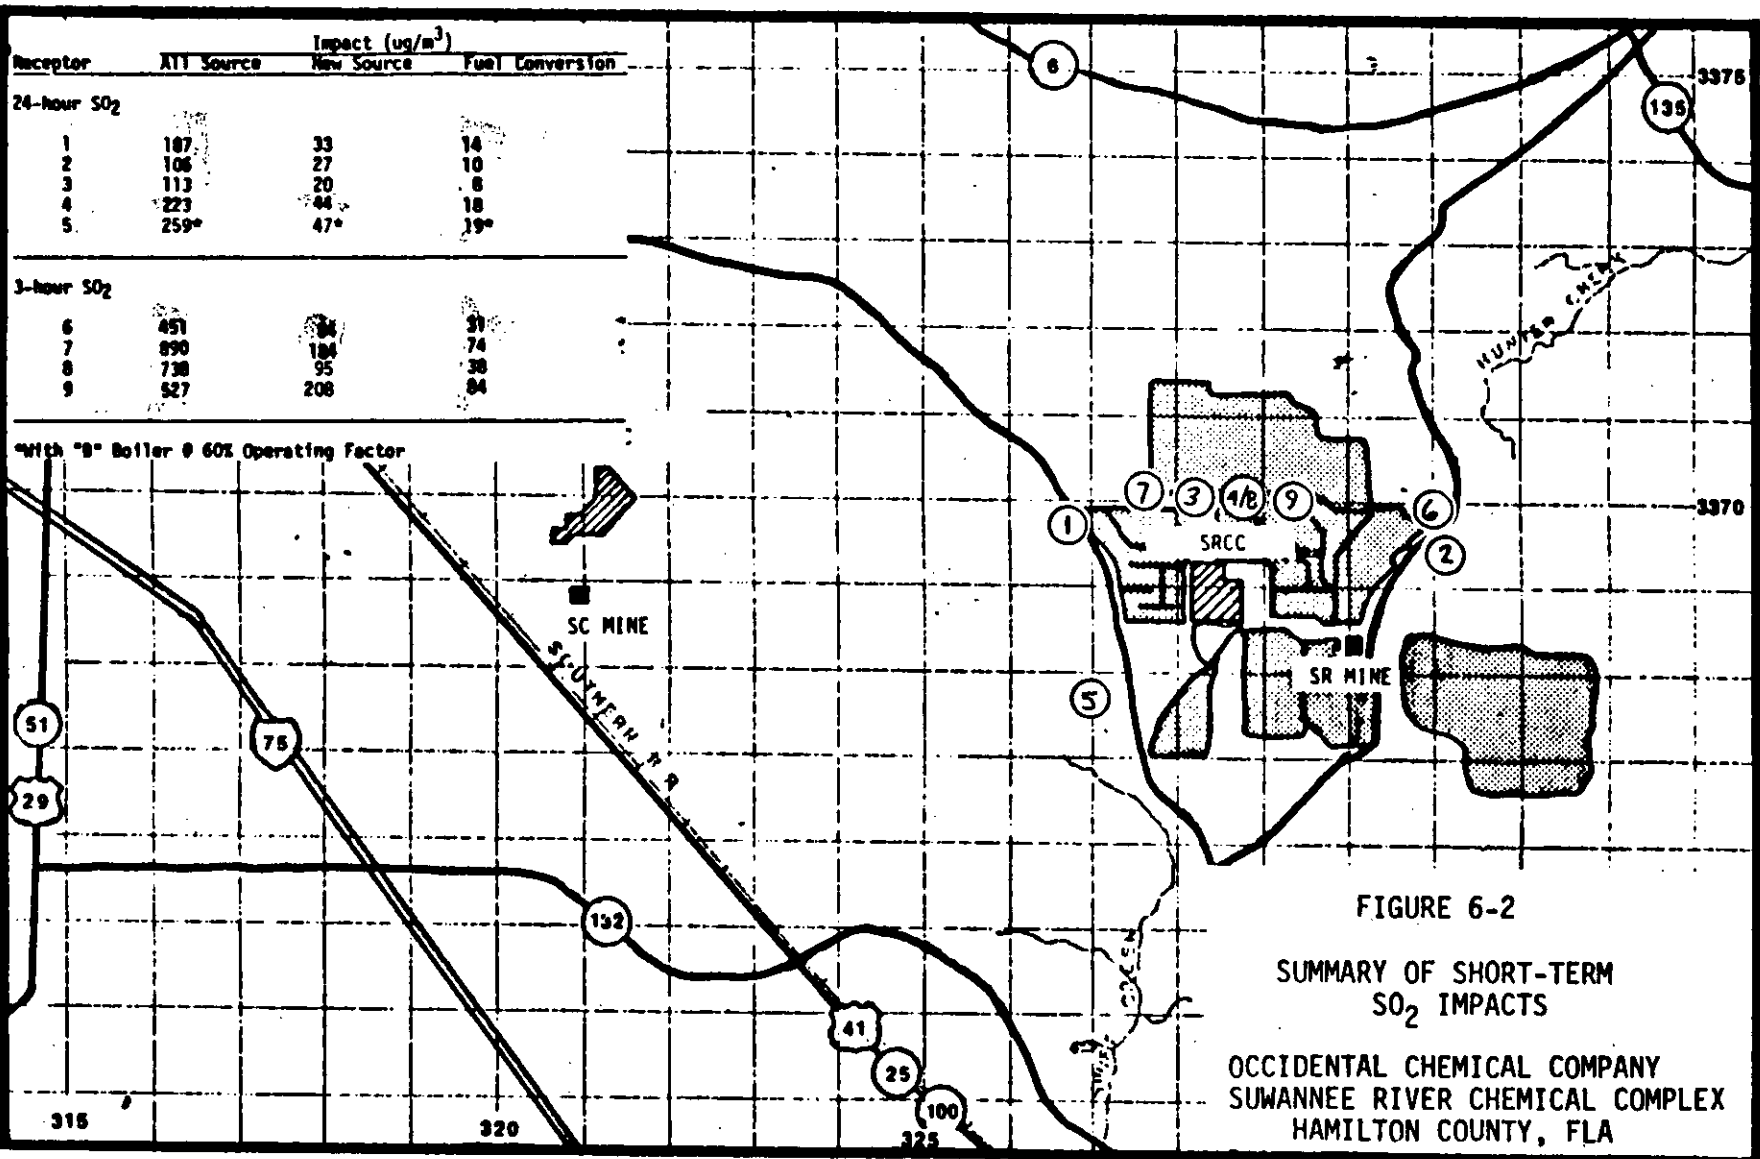 Impact (ug/m3)
Receptor All Source New Source Fuel Conversion
24-hour SO2
1 187 33 14
2 106 27 10
3 113 20 8
4 223 44 18
5 259* 47* 19*
3-hour SO2
6 451 31
7 890 184 74
8 738 95 38
9 527 208 84
*With "B" Boiler @ 60% Operating Factor
6
135
3375
HUNTER CREEK
7 3 4/8 9 6
3370
1
SRCC
2
SC MINE
SOUTHERN R R
SR MINE
5
51
75
29
132
41
25
100
315
320
325
FIGURE 6-2
SUMMARY OF SHORT-TERM
SO2 IMPACTS
OCCIDENTAL CHEMICAL COMPANY
SUWANNEE RIVER CHEMICAL COMPLEX
HAMILTON COUNTY, FLA